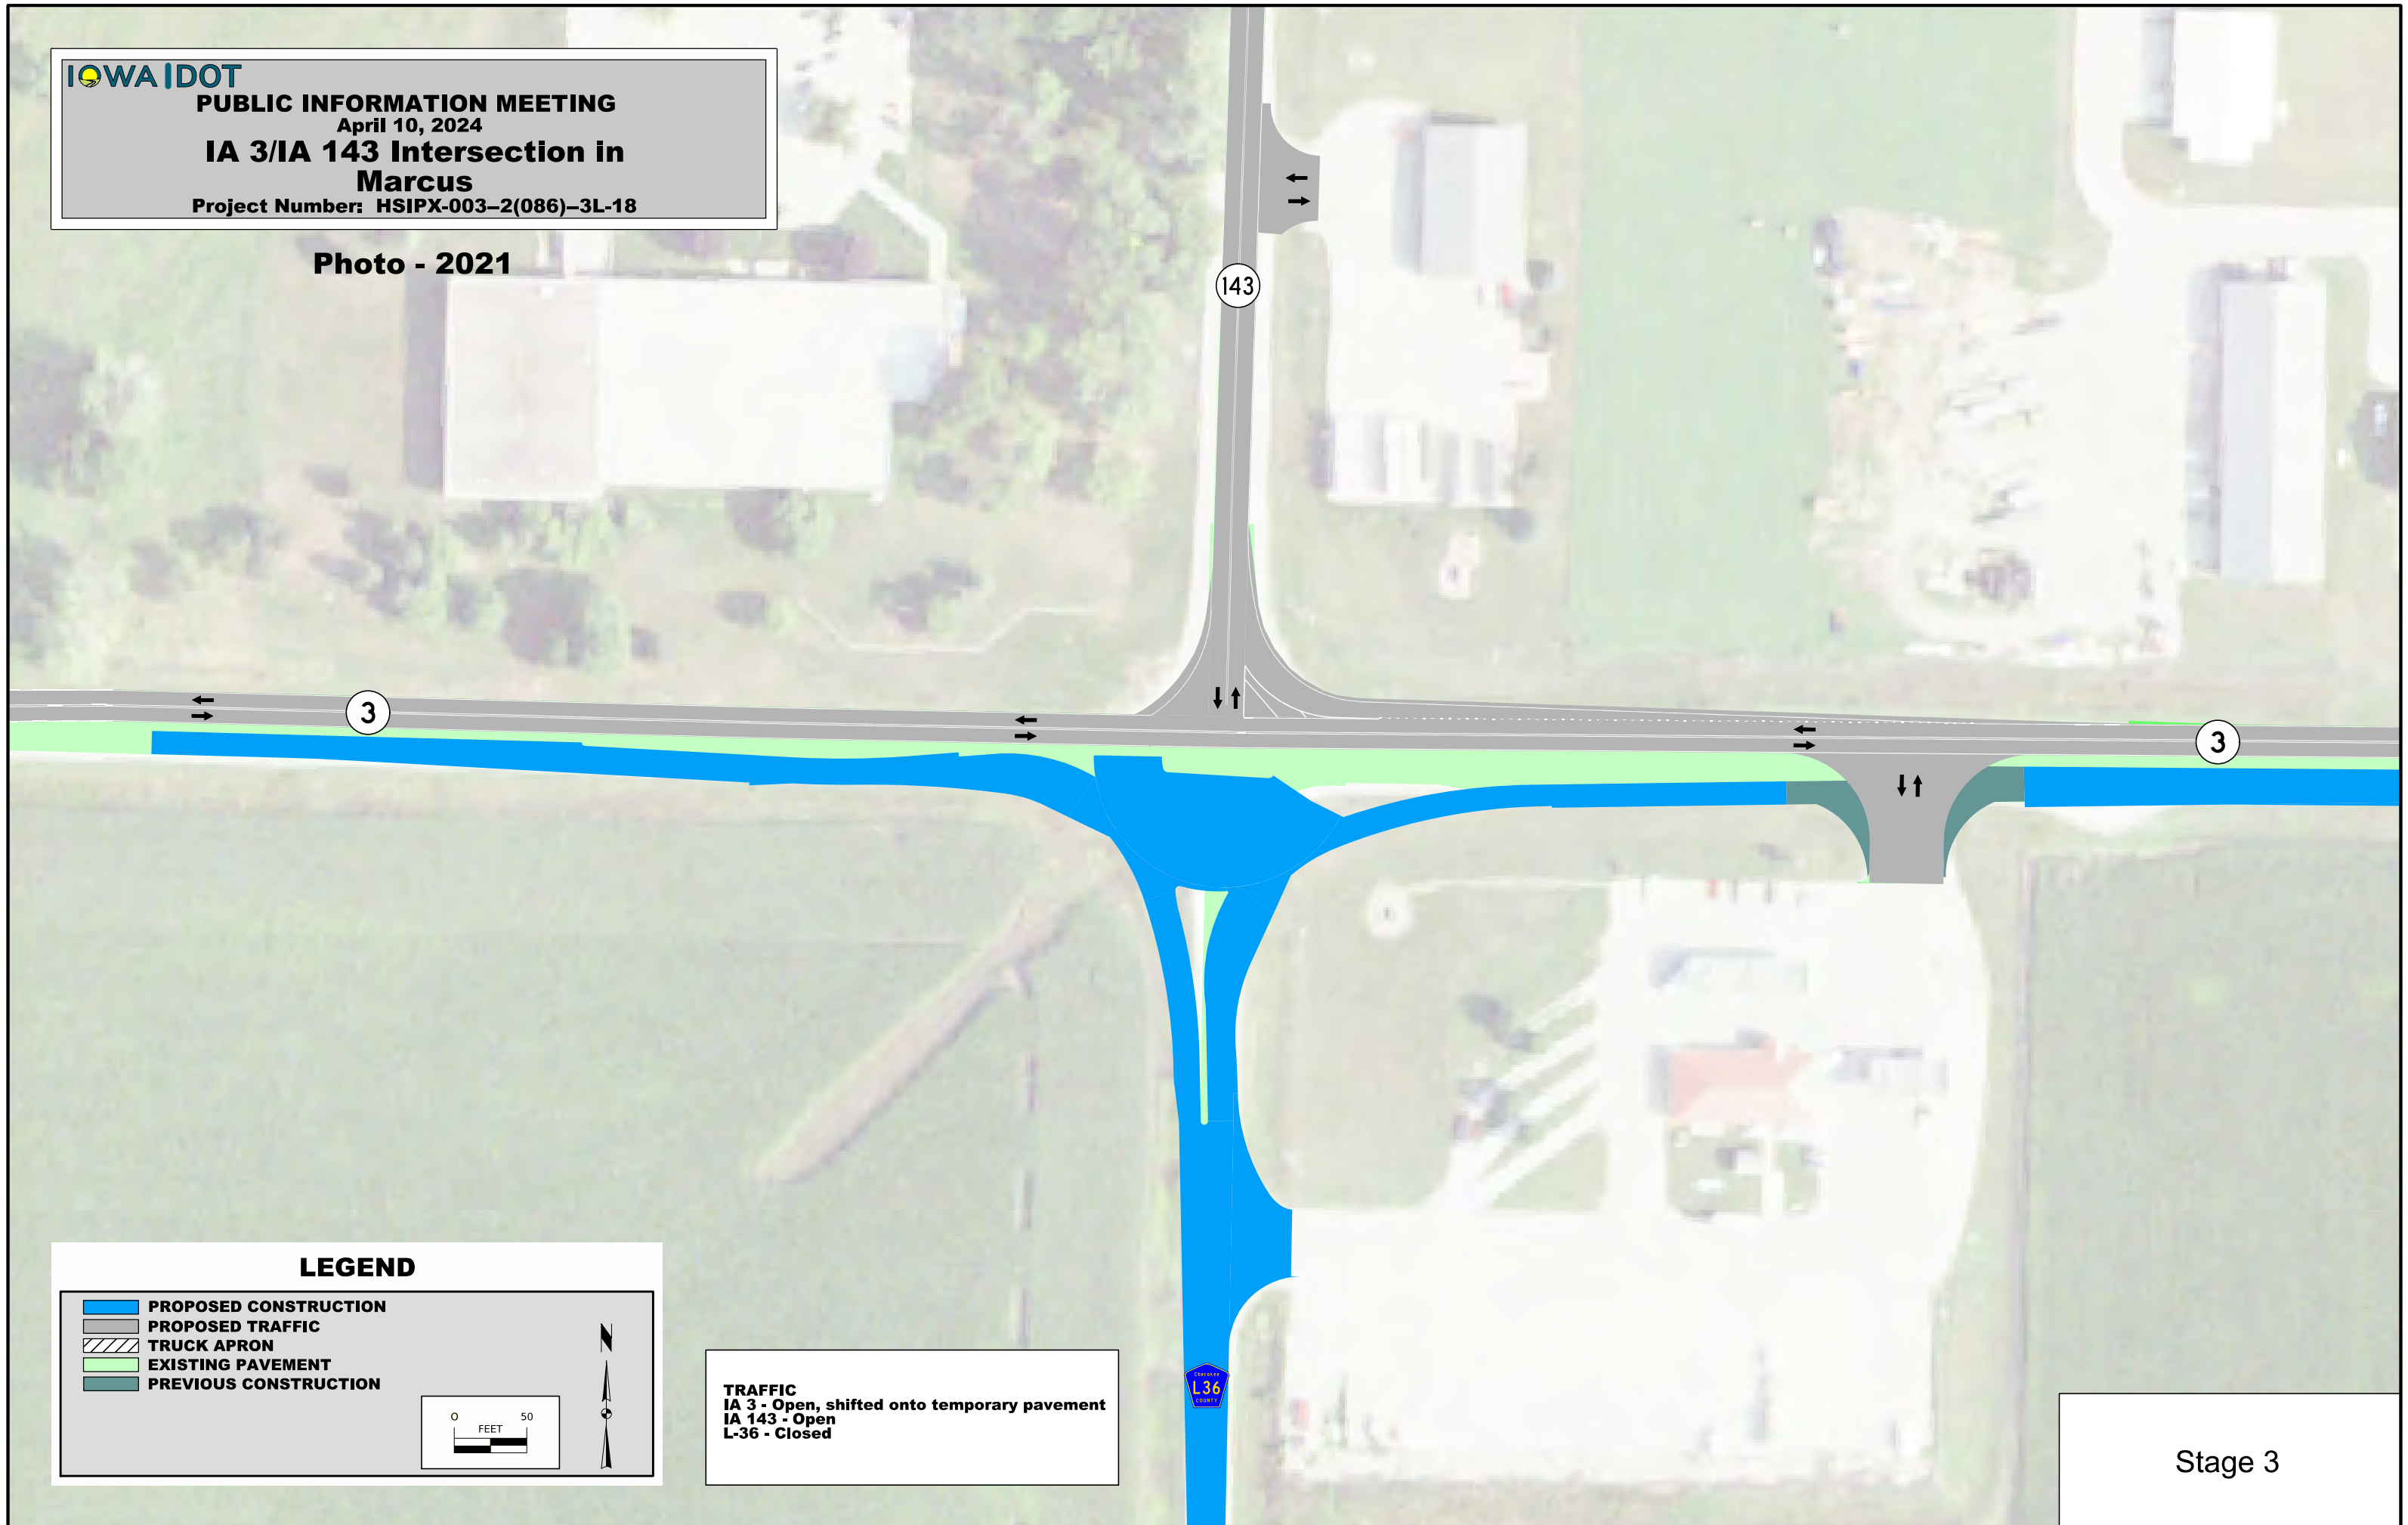 IOWA DOT
PUBLIC INFORMATION MEETING
April 10, 2024
IA 3/IA 143 Intersection in
Marcus
Project Number: HSIPX-003–2(086)–3L-18
Photo - 2021
143
3
3
LEGEND
PROPOSED CONSTRUCTION
PROPOSED TRAFFIC
TRUCK APRON
EXISTING PAVEMENT
PREVIOUS CONSTRUCTION
N
0 50
FEET
TRAFFIC
IA 3 - Open, shifted onto temporary pavement
IA 143 - Open
L-36 - Closed
Cherokee
L36
COUNTY
Stage 3